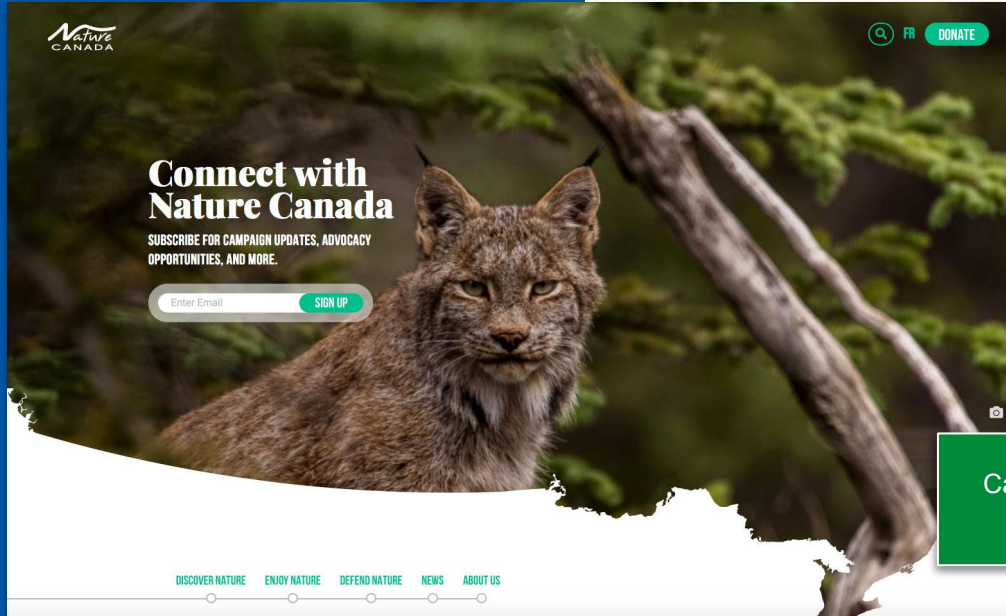 Nature
CANADA
FR
DONATE
Connect with
Nature Canada
SUBSCRIBE FOR CAMPAIGN UPDATES, ADVOCACY
OPPORTUNITIES, AND MORE.
Enter Email
SIGN UP
Ca
DISCOVER NATURE
ENJOY NATURE
DEFEND NATURE
NEWS
ABOUT US